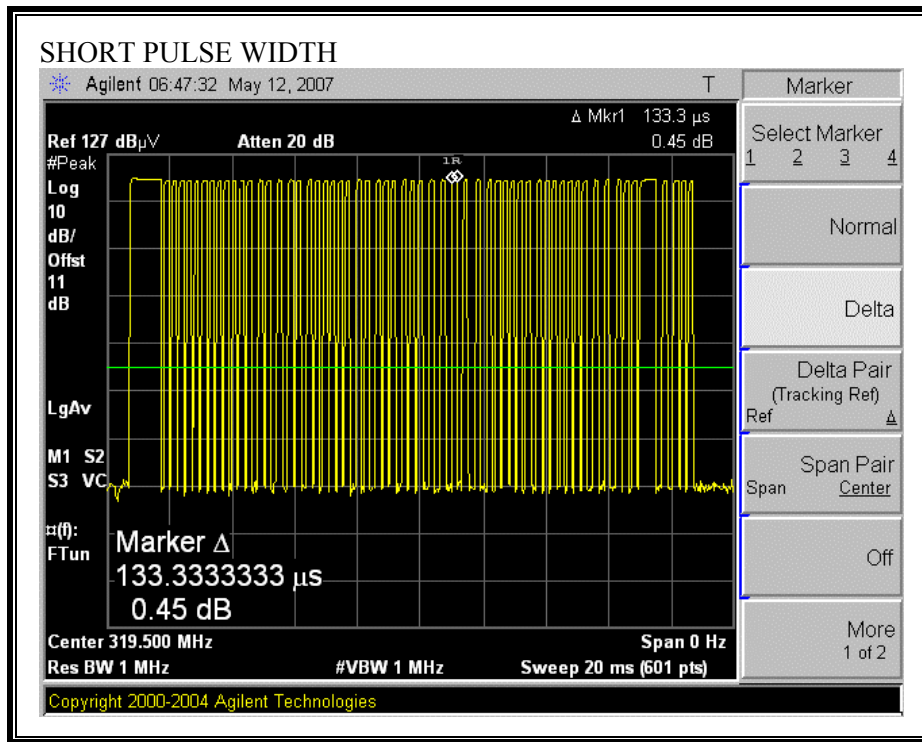 SHORT PULSE WIDTH
Agilent 06:47:32 May 12, 2007 T
Δ Mkr1 133.3 μs
Ref 127 dBμV Atten 20 dB 0.45 dB
#Peak
Log
10
dB/
Offst
11
dB
1R
LgAv
M1 S2
S3 VC
¤(f):
FTun
Marker Δ
133.3333333 μs
0.45 dB
Center 319.500 MHz Span 0 Hz
Res BW 1 MHz #VBW 1 MHz Sweep 20 ms (601 pts)
Copyright 2000-2004 Agilent Technologies
Marker
Select Marker
1 2 3 4
Normal
Delta
Delta Pair
(Tracking Ref)
Ref Δ
Span Pair
Span Center
Off
More
1 of 2